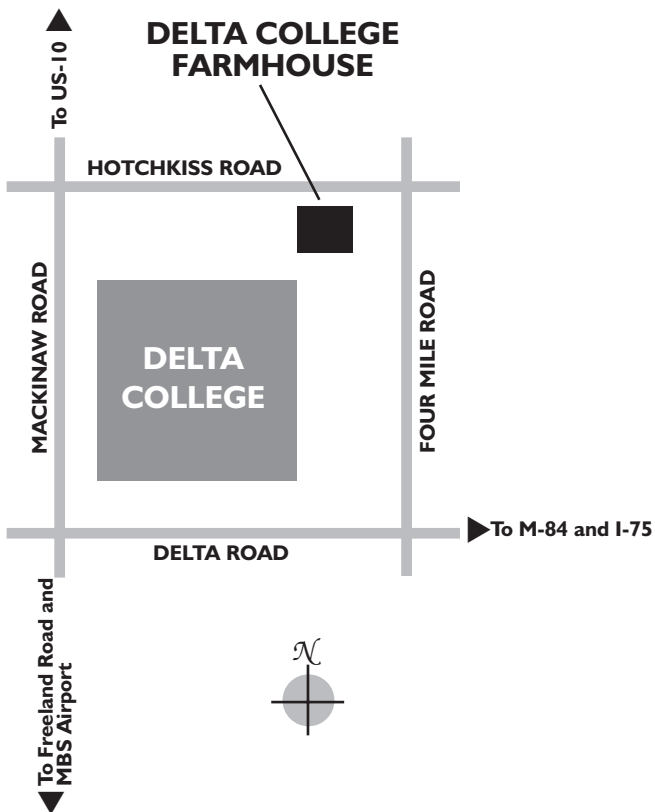 To US-10
DELTA COLLEGE
FARMHOUSE
HOTCHKISS ROAD
MACKINAW ROAD
FOUR MILE ROAD
DELTA
COLLEGE
To M-84 and I-75
DELTA ROAD
To Freeland Road and
MBS Airport
N